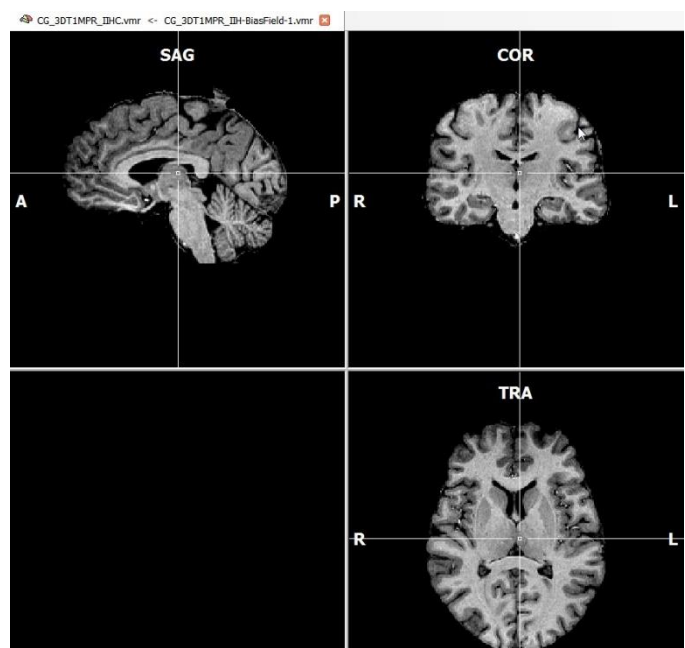 CG_3DT1MPR_IIHC.vmr <- CG_3DT1MPR_IIH-BiasField-1.vmr
SAG
COR
A
P
R
L
TRA
R
L